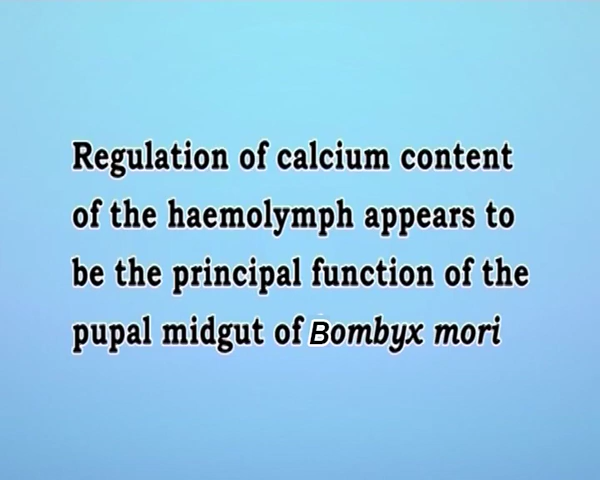 Regulation of calcium content
of the haemolymph appears to
be the principal function of the
pupal midgut of Bombyx mori